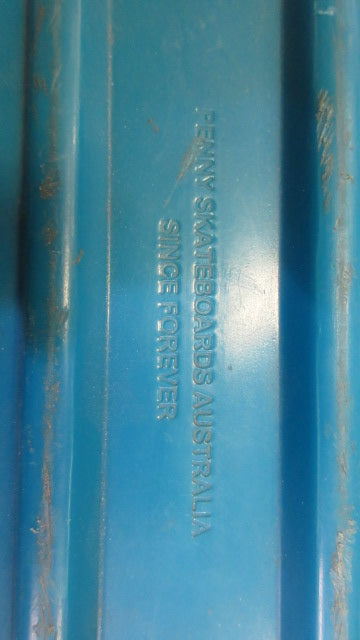 PENNY SKATEBOARDS AUSTRALIA
SINCE FOREVER